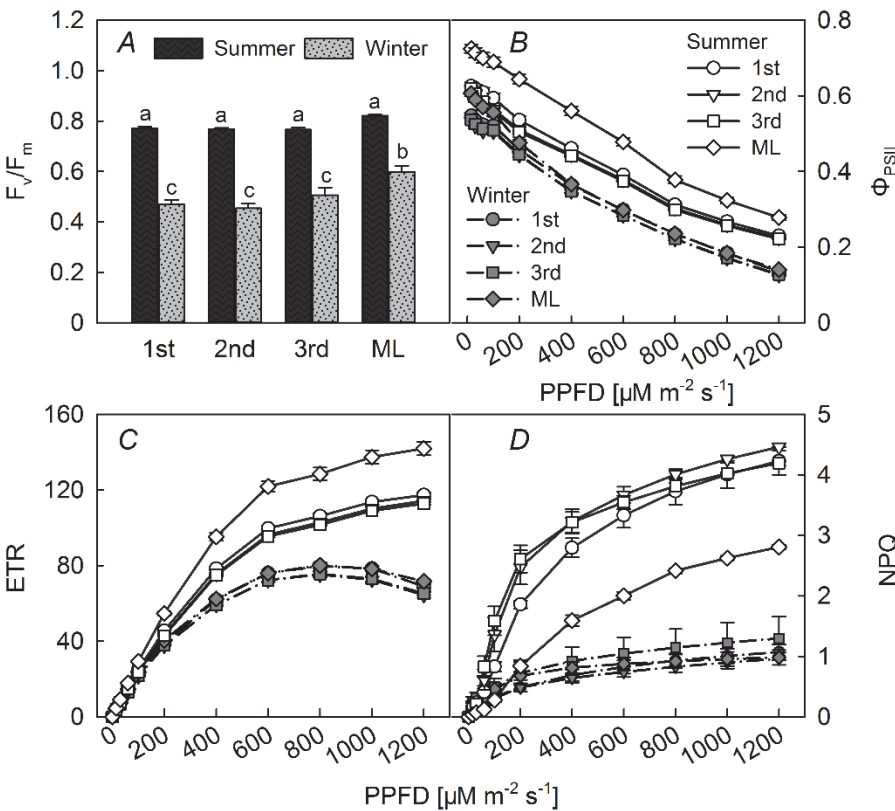 A
Summer
Winter
a
a
a
a
c
c
c
b
1.2
1.0
0.8
0.6
0.4
0.2
0
Fv/Fm
1st
2nd
3rd
ML
B
Summer
1st
2nd
3rd
ML
Winter
1st
2nd
3rd
ML
0.8
0.6
0.4
0.2
0
ΦPSII
0
200
400
600
800
1000
1200
PPFD [µM m-2 s-1]
C
160
120
80
40
0
ETR
0
200
400
600
800
1000
1200
D
5
4
3
2
1
0
NPQ
0
200
400
600
800
1000
1200
PPFD [µM m-2 s-1]